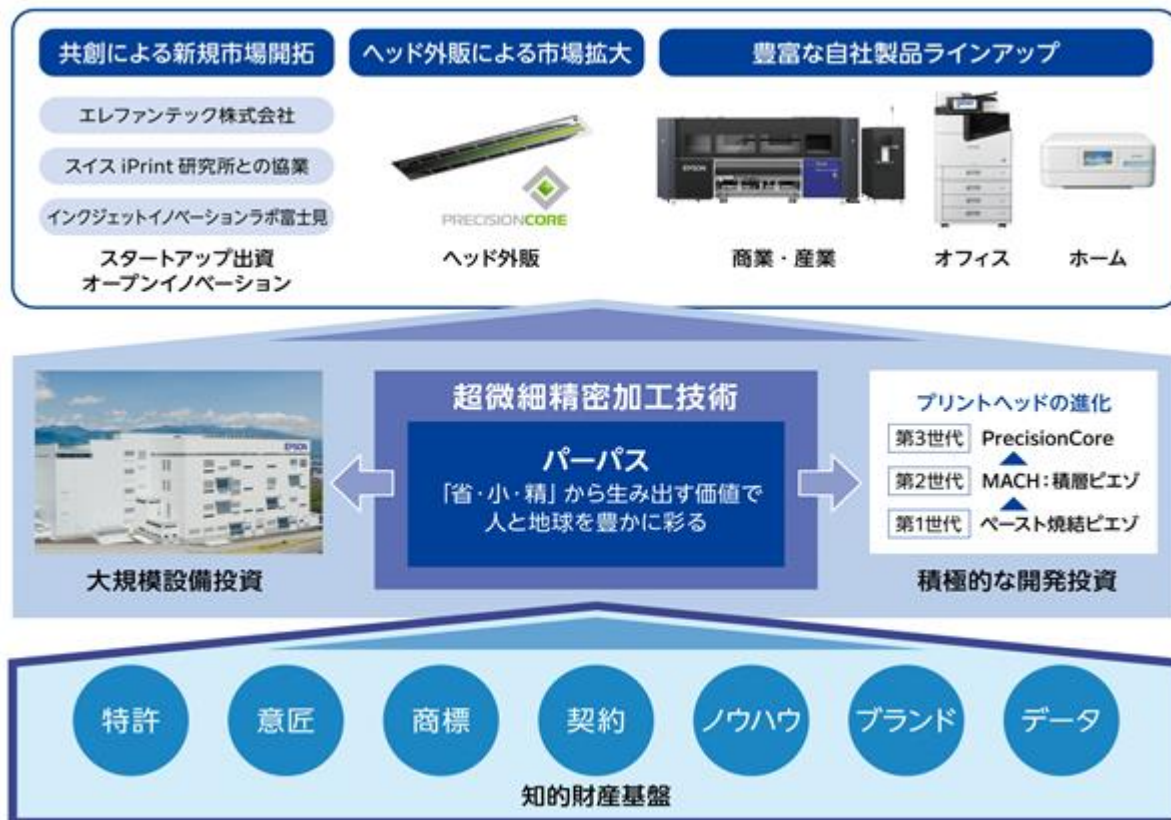 共創による新規市場開拓
ヘッド外販による市場拡大
豊富な自社製品ラインアップ
エレファンテック株式会社
スイス iPrint 研究所との協業
インクジェットイノベーションラボ富士見
スタートアップ出資
オープンイノベーション
PRECISIONCORE
ヘッド外販
EPSON
商業・産業
オフィス
ホーム
EPSON
大規模設備投資
超微細精密加工技術
パーパス
「省・小・精」から生み出す価値で
人と地球を豊かに彩る
プリントヘッドの進化
第3世代 PrecisionCore
第2世代 MACH:積層ピエゾ
第1世代 ペースト焼結ピエゾ
積極的な開発投資
特許
意匠
商標
契約
ノウハウ
ブランド
データ
知的財産基盤